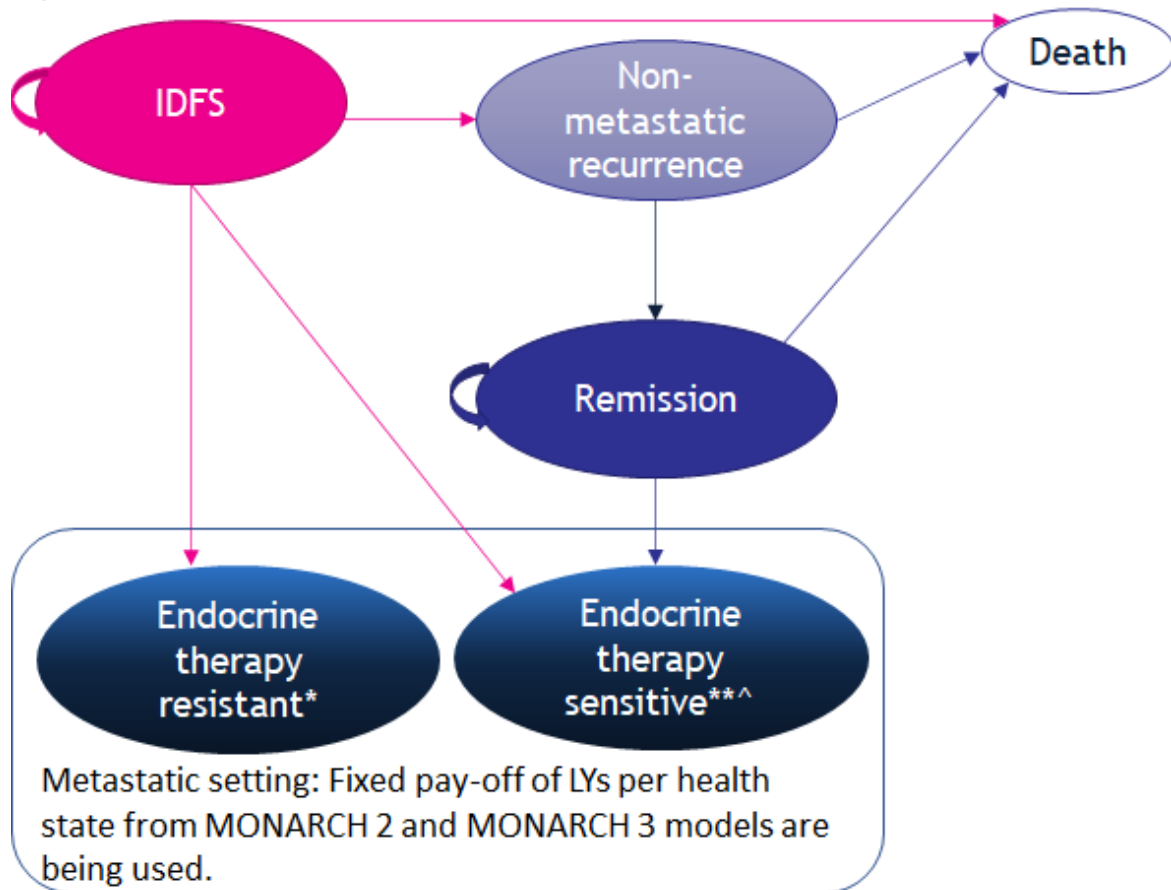 IDFS
Non-
metastatic
recurrence
Death
Remission
Endocrine
therapy
resistant*
Endocrine
therapy
sensitive**^
Metastatic setting: Fixed pay-off of LYs per health
state from MONARCH 2 and MONARCH 3 models are
being used.